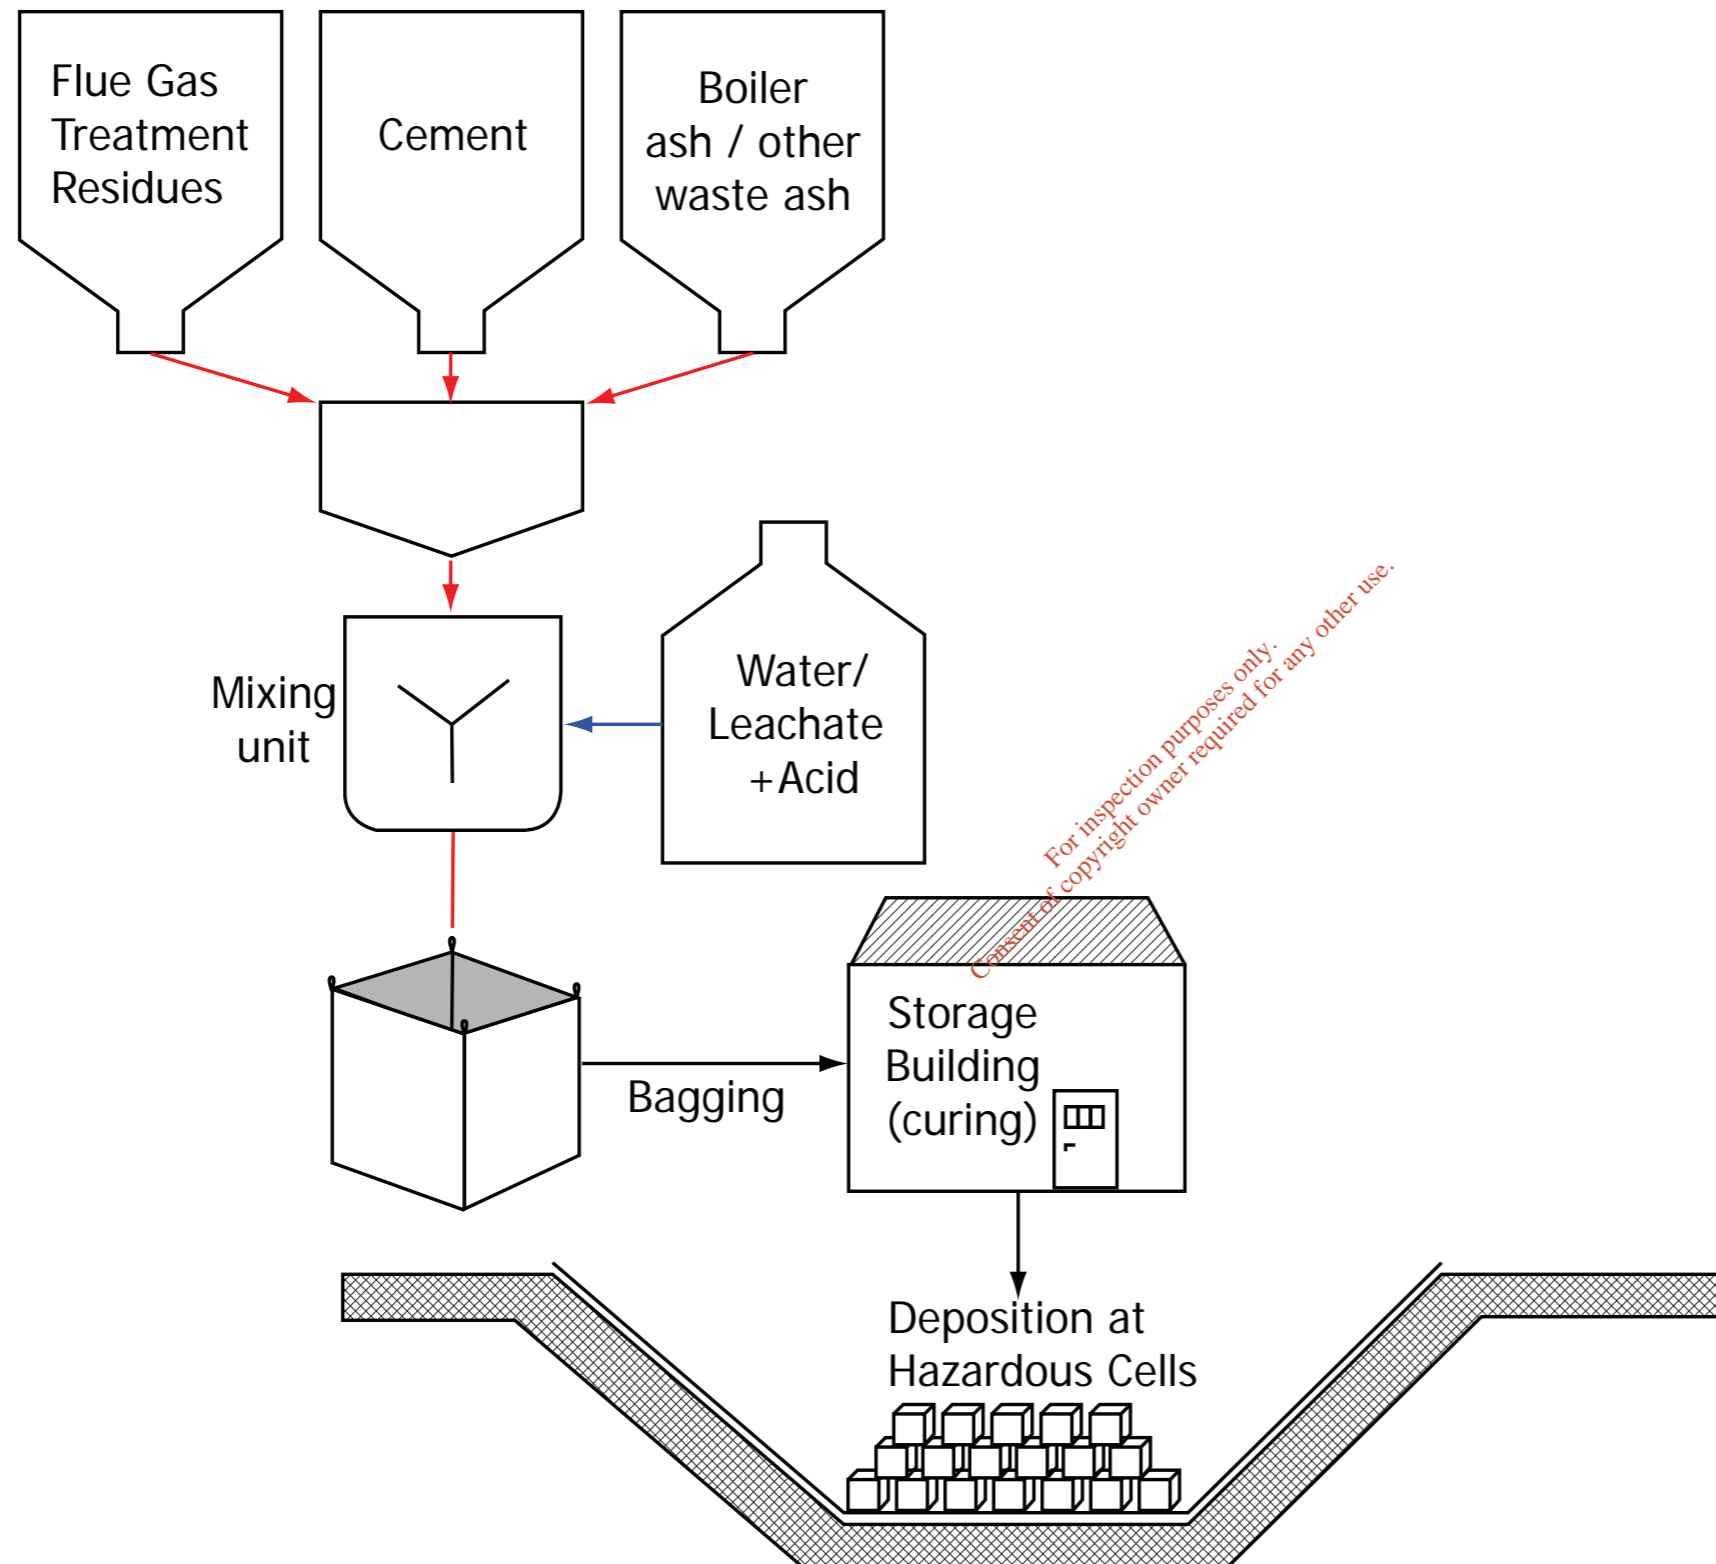 Flue Gas
Treatment
Residues
Cement
Boiler
ash / other
waste ash
Mixing
unit
Water/
Leachate
+Acid
For inspection purposes only.
Consent of copyright owner required for any other use.
Bagging
Storage
Building
(curing)
Deposition at
Hazardous Cells